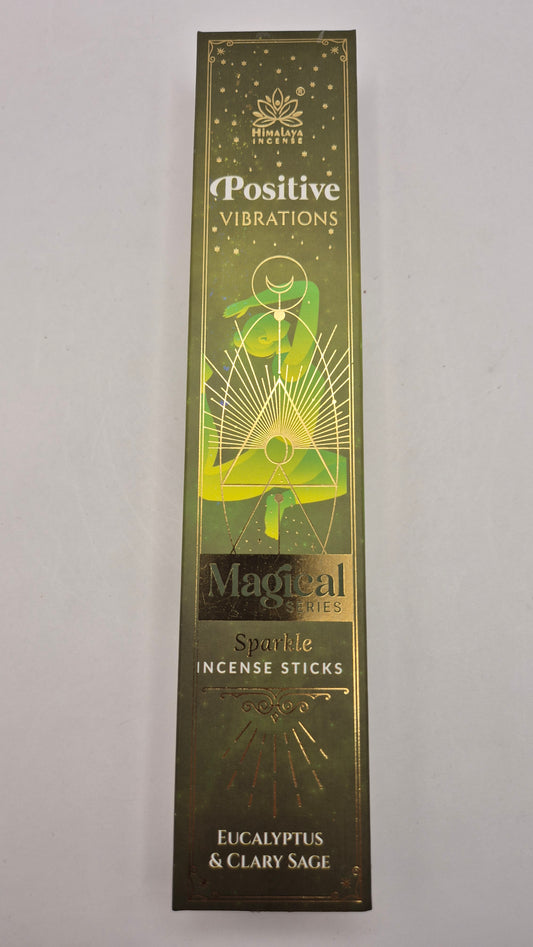 ®
Himalaya
INCENSE
Positive
VIBRATIONS
Magical
SERIES
Sparkle
INCENSE STICKS
EUCALYPTUS
& CLARY SAGE